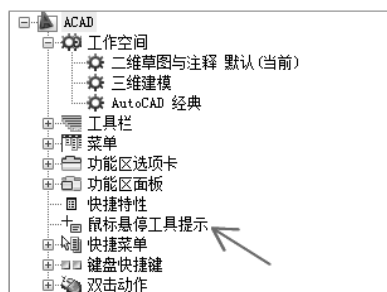 ACAD
工作空间
二维草图与注释 默认(当前)
三维建模
AutoCAD 经典
工具栏
菜单
功能区选项卡
功能区面板
快捷特性
鼠标悬停工具提示
快捷菜单
键盘快捷键
双击动作